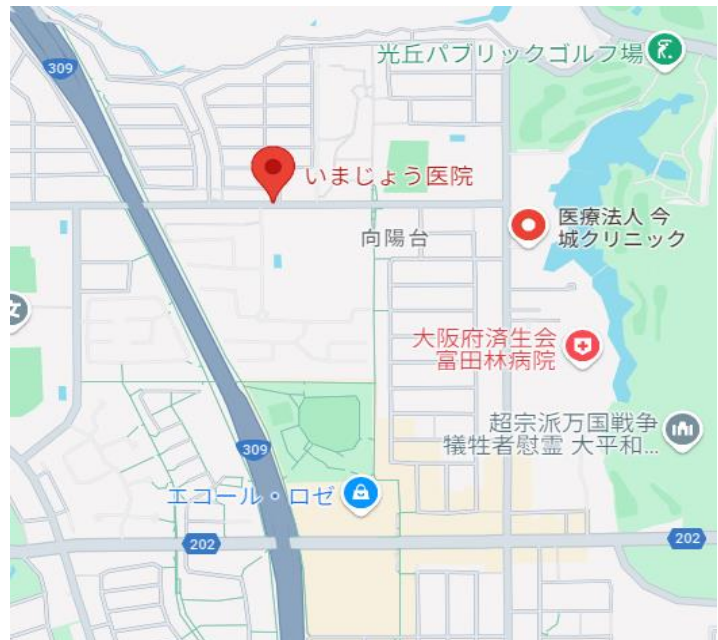 光丘パブリックゴルフ場
309
いまじょう医院
医療法人 今
城クリニック
向陽台
文
大阪府済生会
富田林病院
超宗派万国戦争
犠牲者慰霊 大平和...
309
エコール・ロゼ
202
202